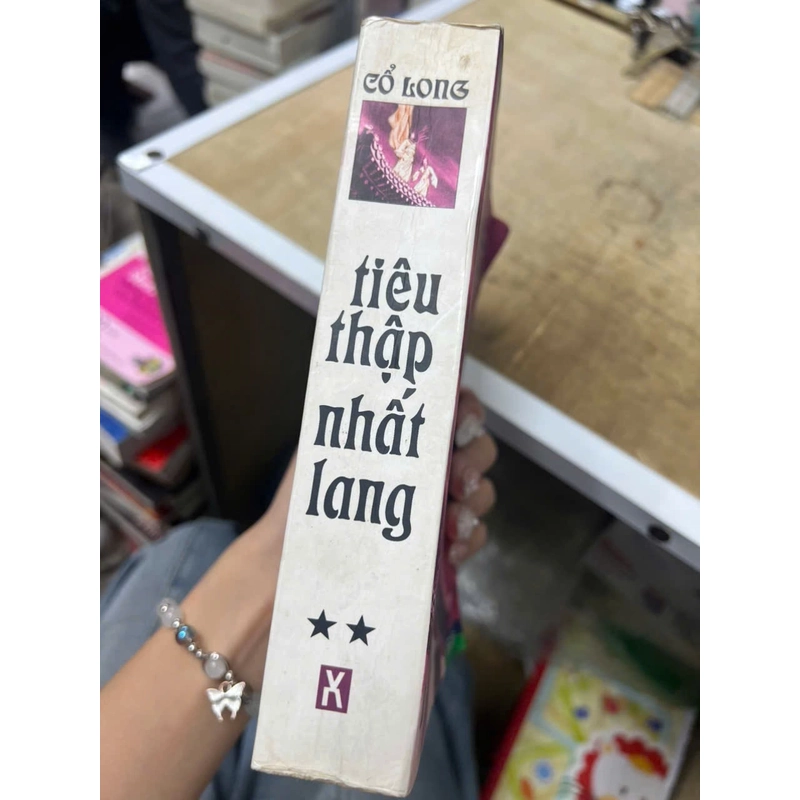 CỔ LONG
tiêu
thập
nhất
lang
★★
X